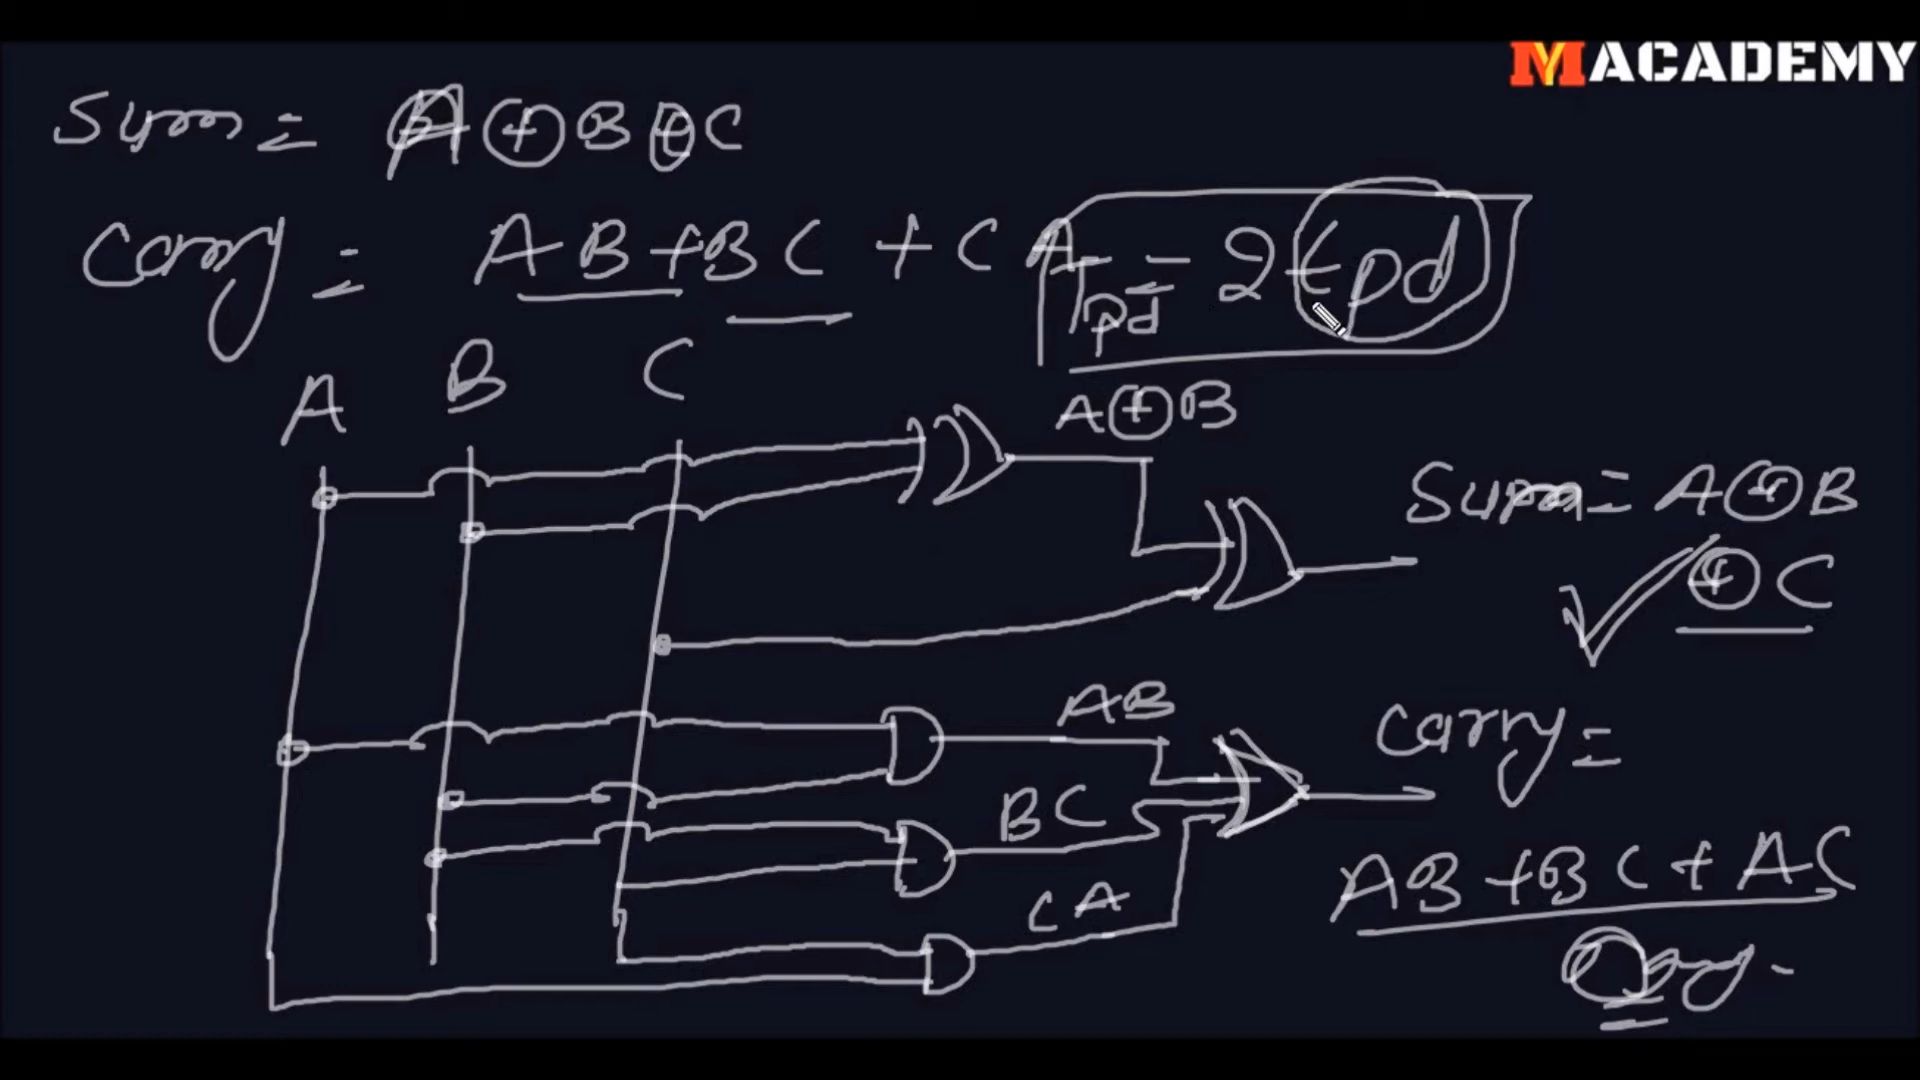 MACADEMY
Sum = A⊕B⊕C
Carry = AB+BC + CA
Tpd = 2tpd
A B C
A⊕B
Sum = A⊕B
⊕C
AB
Carry =
BC
AB+BC+AC
CA